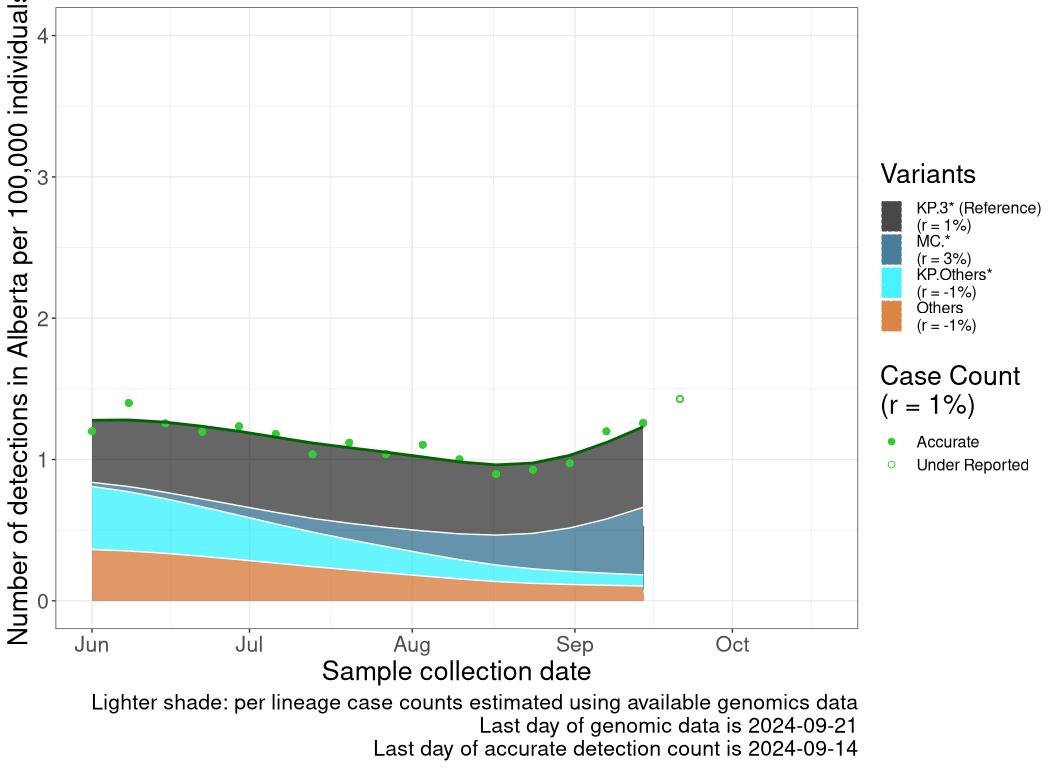 Number of detections in Alberta per 100,000 individuals
4
3
2
1
0
Jun Jul Aug Sep Oct
Sample collection date
Lighter shade: per lineage case counts estimated using available genomics data
Last day of genomic data is 2024-09-21
Last day of accurate detection count is 2024-09-14
Variants
KP.3* (Reference)
(r = 1%)
MC.*
(r = 3%)
KP.Others*
(r = -1%)
Others
(r = -1%)
Case Count
(r = 1%)
Accurate
Under Reported